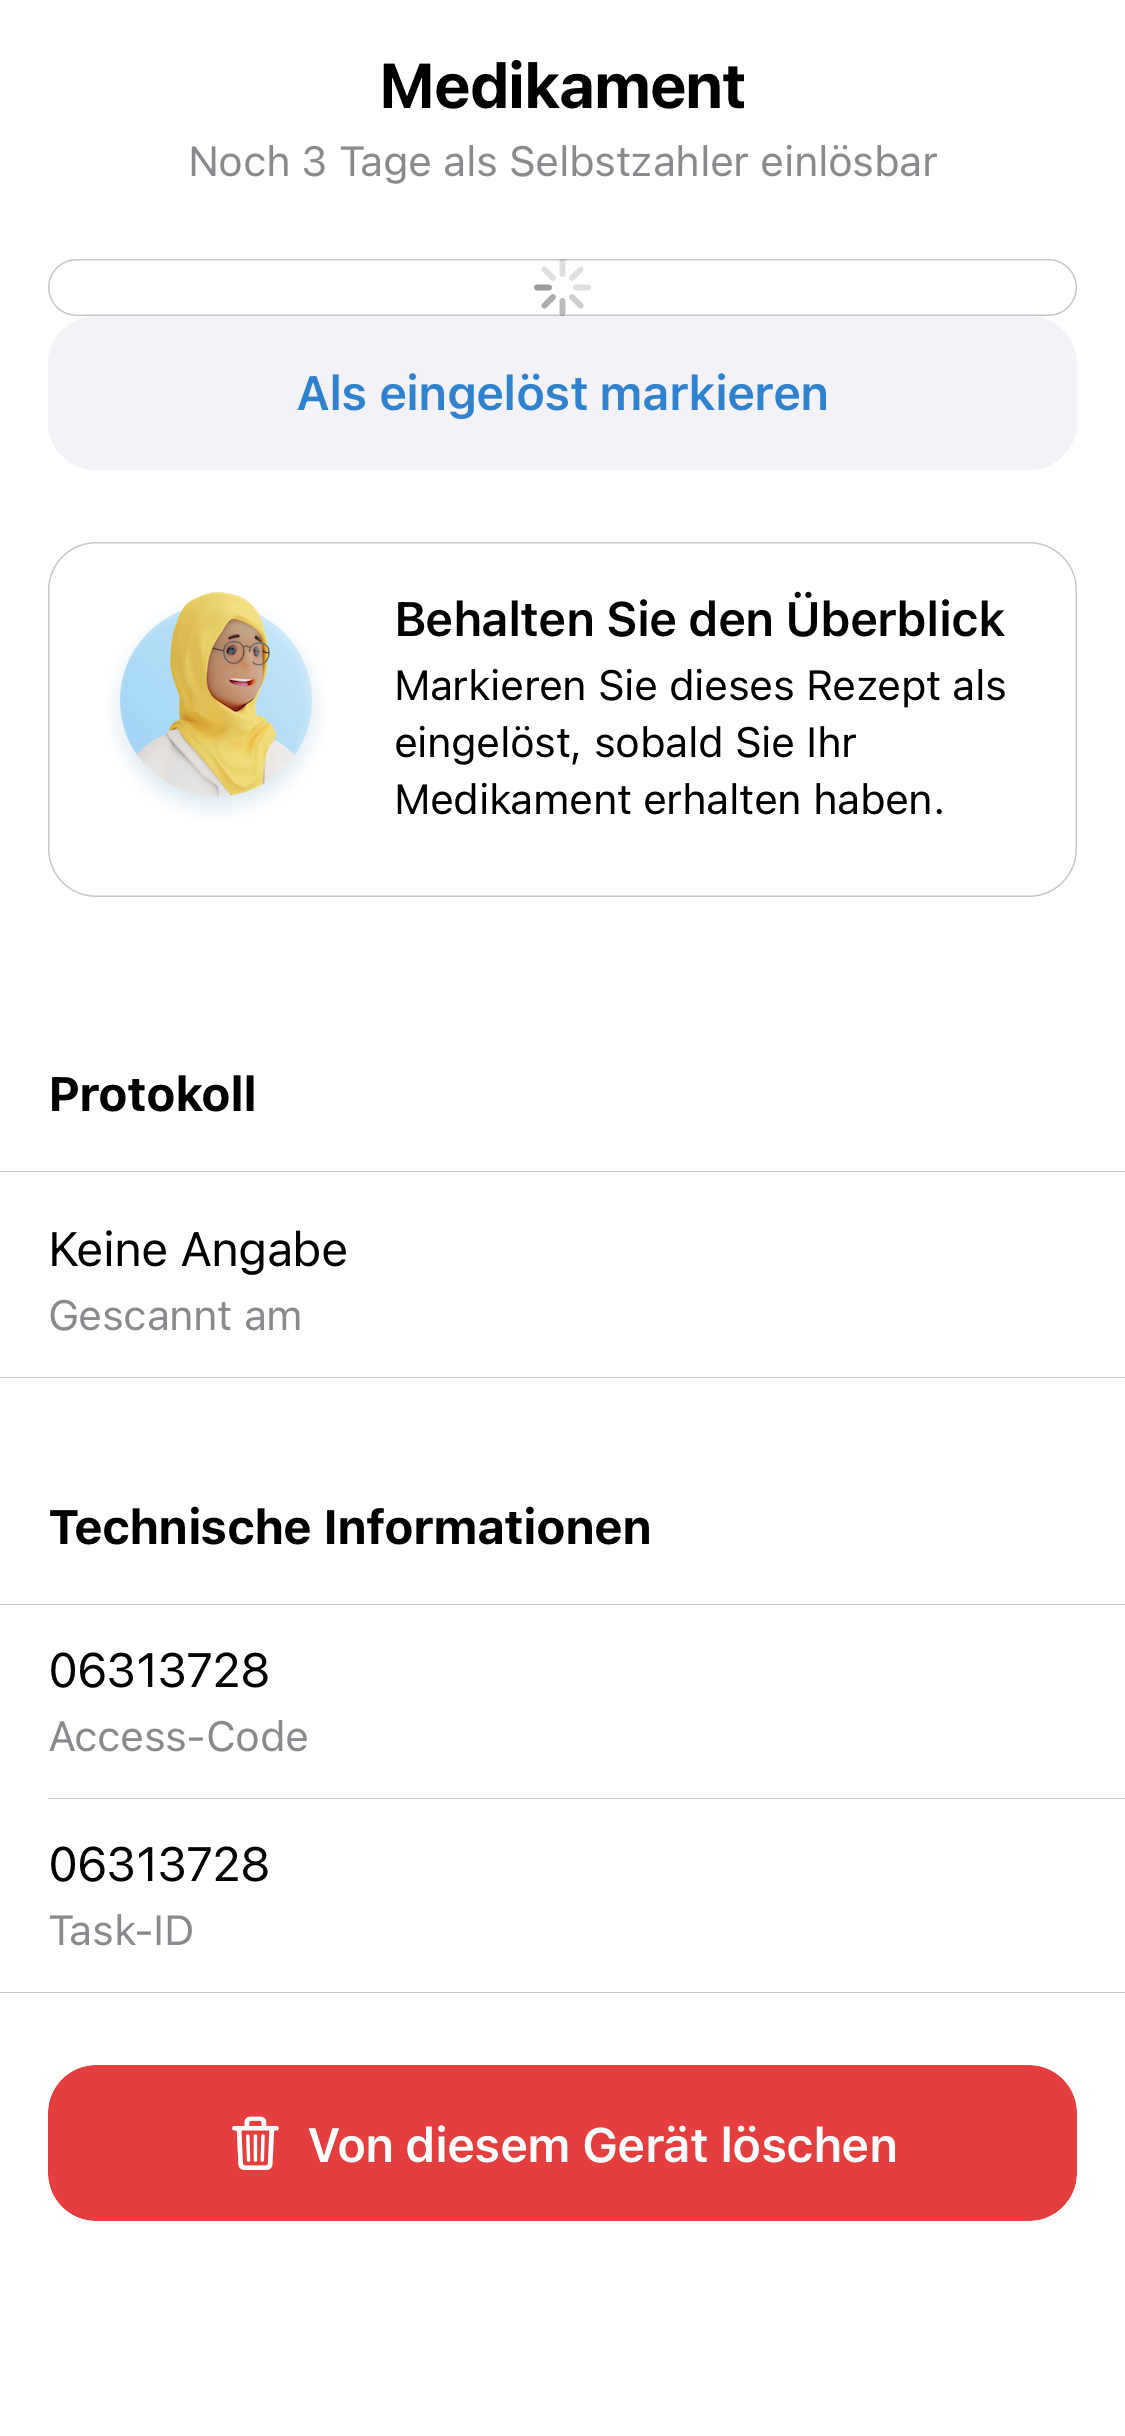 Medikament
Noch 3 Tage als Selbstzahler einlösbar
Als eingelöst markieren
Behalten Sie den Überblick
Markieren Sie dieses Rezept als
eingelöst, sobald Sie Ihr
Medikament erhalten haben.
Protokoll
Keine Angabe
Gescannt am
Technische Informationen
06313728
Access-Code
06313728
Task-ID
Von diesem Gerät löschen